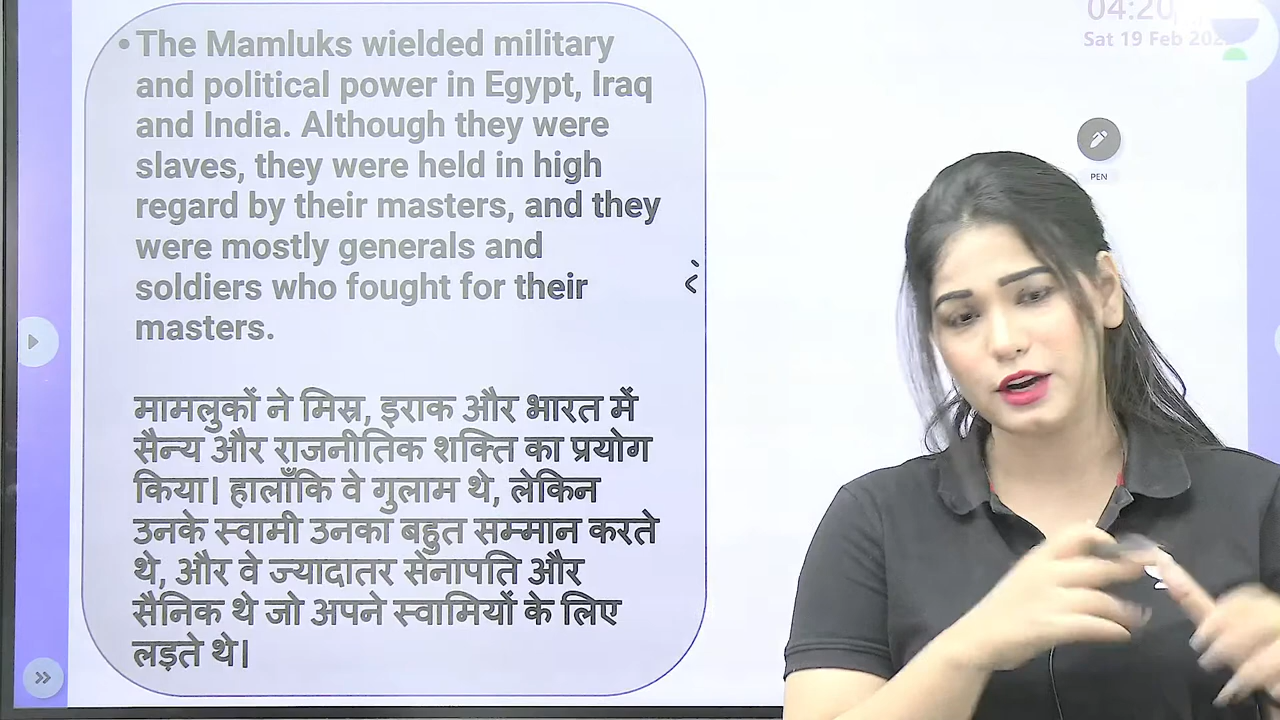 • The Mamluks wielded military
and political power in Egypt, Iraq
and India. Although they were
slaves, they were held in high
regard by their masters, and they
were mostly generals and
soldiers who fought for their
masters.
मामलुकों ने मिस्र, इराक और भारत में
सैन्य और राजनीतिक शक्ति का प्रयोग
किया। हालाँकि वे गुलाम थे, लेकिन
उनके स्वामी उनका बहुत सम्मान करते
थे, और वे ज्यादातर सेनापति और
सैनिक थे जो अपने स्वामियों के लिए
लड़ते थे।
04:20
Sat 19 Feb
PEN